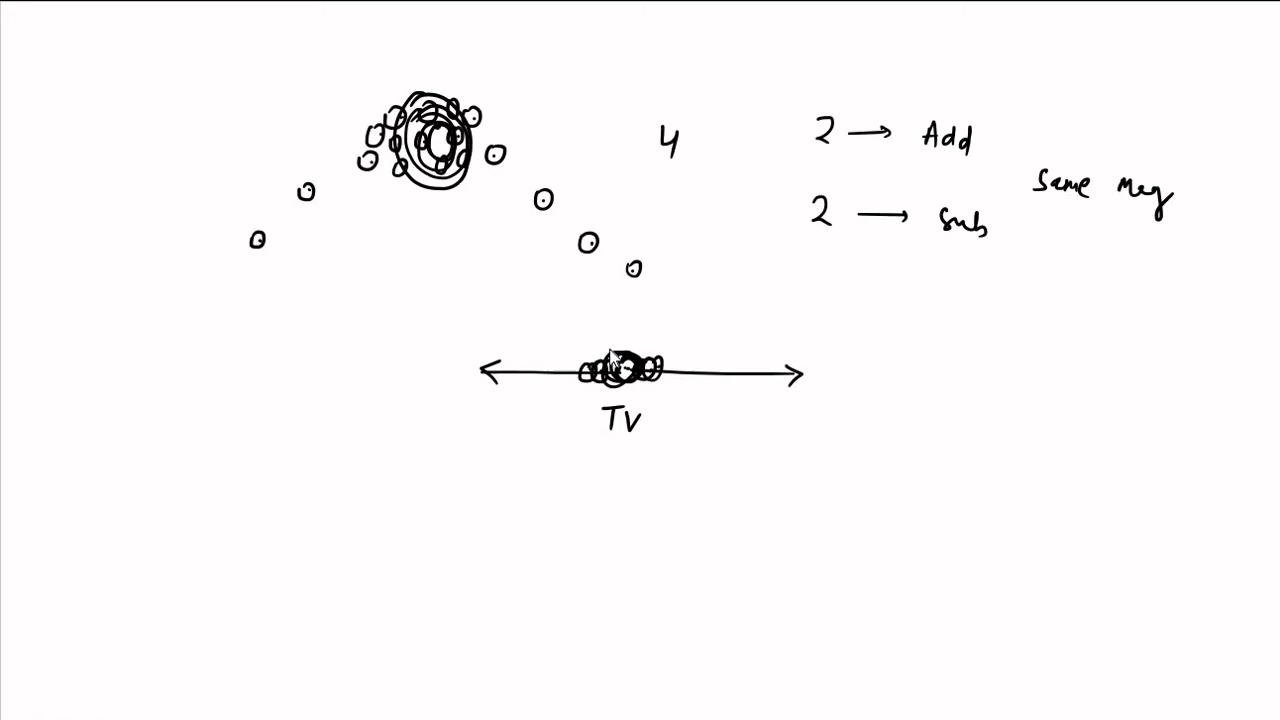 4
2 → Add
Same Mag
2 → Sub
TV